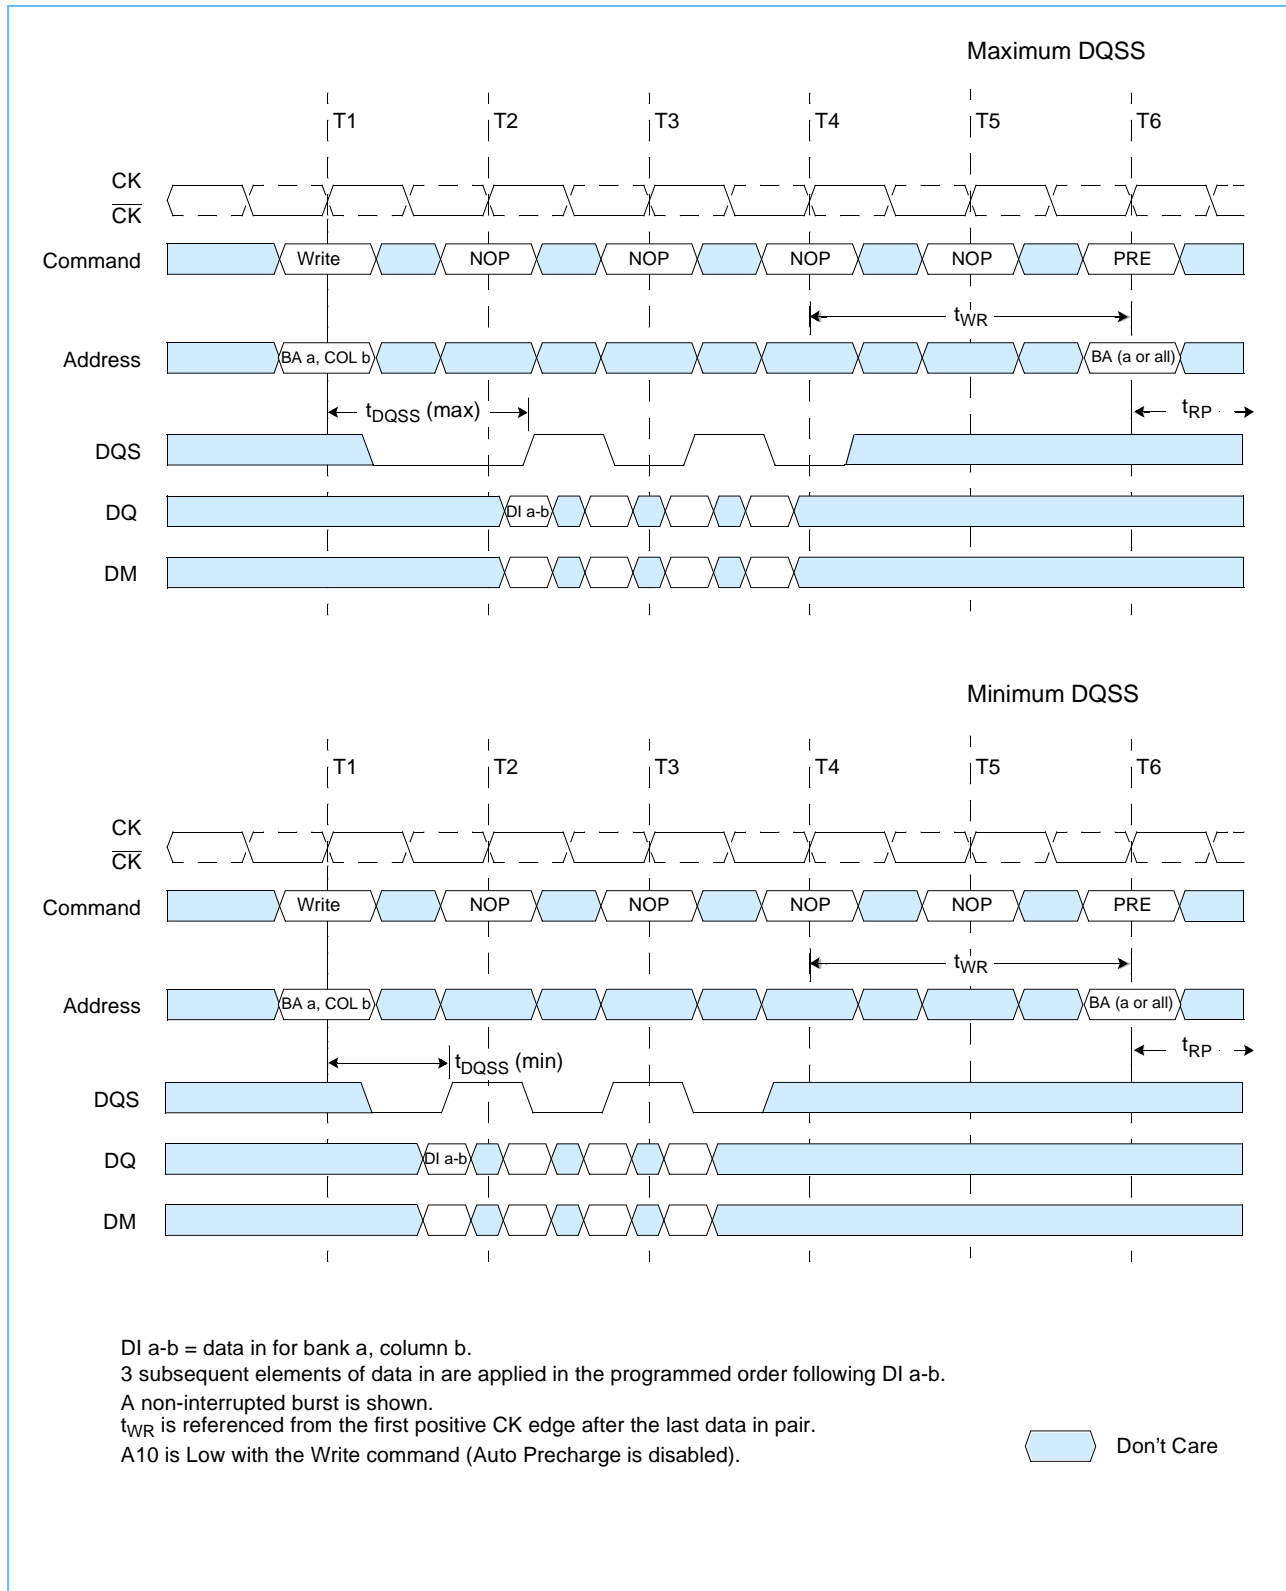 Maximum DQSS
T1 T2 T3 T4 T5 T6
CK
CK
Command Write NOP NOP NOP NOP PRE
tWR
Address BA a, COL b BA (a or all)
tDQSS (max) tRP
DQS
DQ DI a-b
DM
Minimum DQSS
T1 T2 T3 T4 T5 T6
CK
CK
Command Write NOP NOP NOP NOP PRE
tWR
Address BA a, COL b BA (a or all)
tDQSS (min) tRP
DQS
DQ DI a-b
DM
DI a-b = data in for bank a, column b.
3 subsequent elements of data in are applied in the programmed order following DI a-b.
A non-interrupted burst is shown.
tWR is referenced from the first positive CK edge after the last data in pair.
A10 is Low with the Write command (Auto Precharge is disabled).
Don't Care